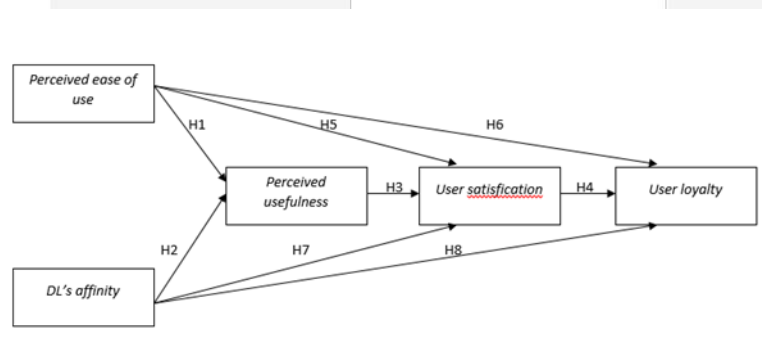 Perceived ease of
use
H1
H5
H6
Perceived
usefulness
H3
User satisfication
H4
User loyalty
H2
H7
H8
DL's affinity